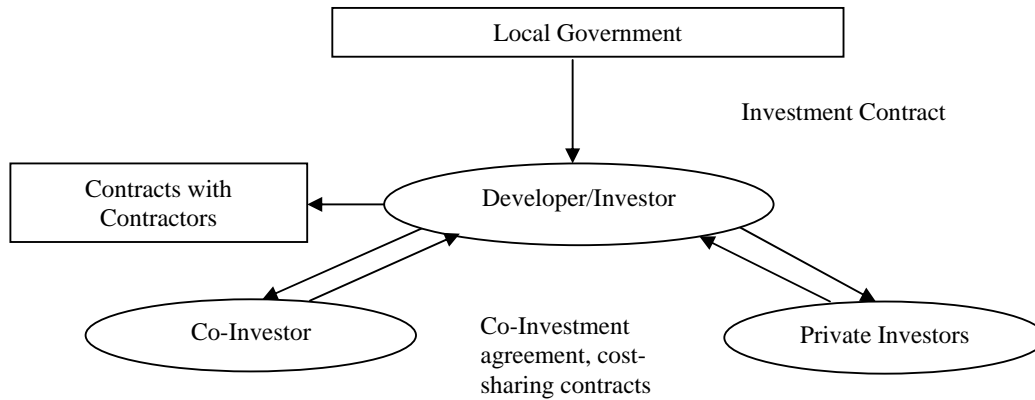 Local Government
Investment Contract
Contracts with
Contractors
Developer/Investor
Co-Investor
Co-Investment
agreement, cost-
sharing contracts
Private Investors